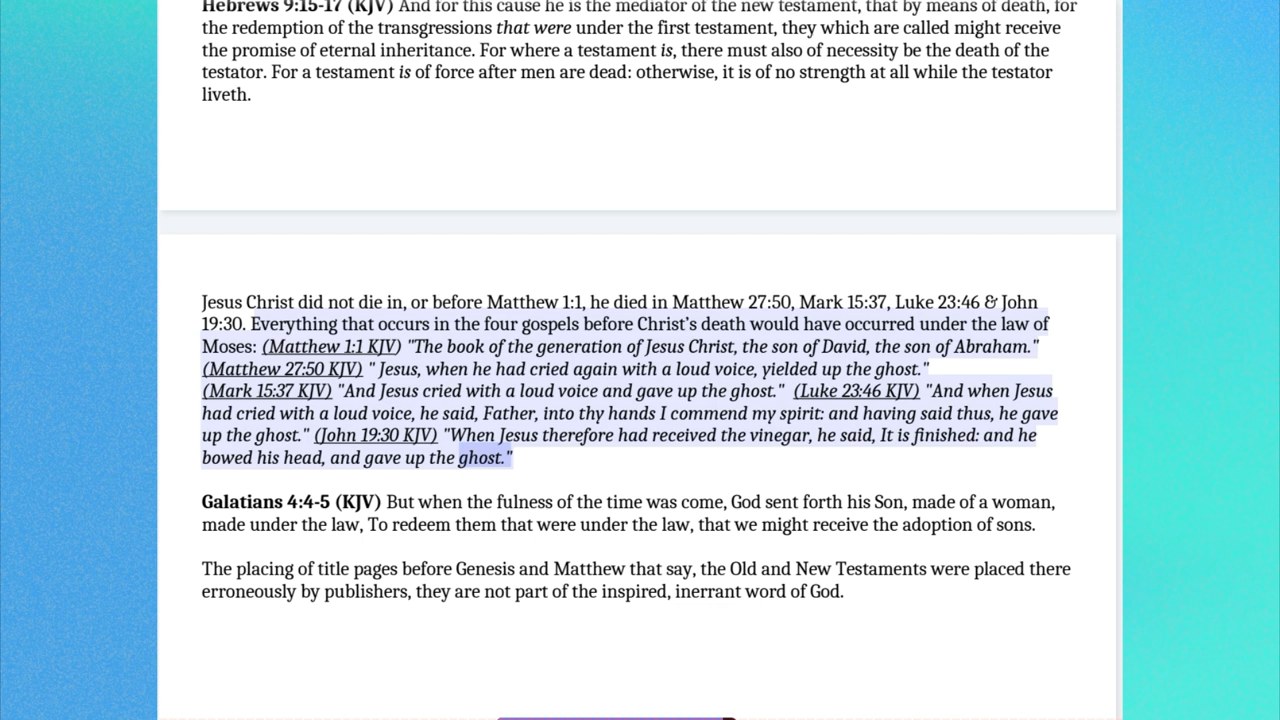 Hebrews 9:15-17 (KJV) And for this cause he is the mediator of the new testament, that by means of death, for
the redemption of the transgressions that were under the first testament, they which are called might receive
the promise of eternal inheritance. For where a testament is, there must also of necessity be the death of the
testator. For a testament is of force after men are dead: otherwise, it is of no strength at all while the testator
liveth.
Jesus Christ did not die in, or before Matthew 1:1, he died in Matthew 27:50, Mark 15:37, Luke 23:46 & John
19:30. Everything that occurs in the four gospels before Christ’s death would have occurred under the law of
Moses: (Matthew 1:1 KJV) "The book of the generation of Jesus Christ, the son of David, the son of Abraham."
(Matthew 27:50 KJV) " Jesus, when he had cried again with a loud voice, yielded up the ghost."
(Mark 15:37 KJV) "And Jesus cried with a loud voice and gave up the ghost." (Luke 23:46 KJV) "And when Jesus
had cried with a loud voice, he said, Father, into thy hands I commend my spirit: and having said thus, he gave
up the ghost." (John 19:30 KJV) "When Jesus therefore had received the vinegar, he said, It is finished: and he
bowed his head, and gave up the ghost."
Galatians 4:4-5 (KJV) But when the fulness of the time was come, God sent forth his Son, made of a woman,
made under the law, To redeem them that were under the law, that we might receive the adoption of sons.
The placing of title pages before Genesis and Matthew that say, the Old and New Testaments were placed there
erroneously by publishers, they are not part of the inspired, inerrant word of God.